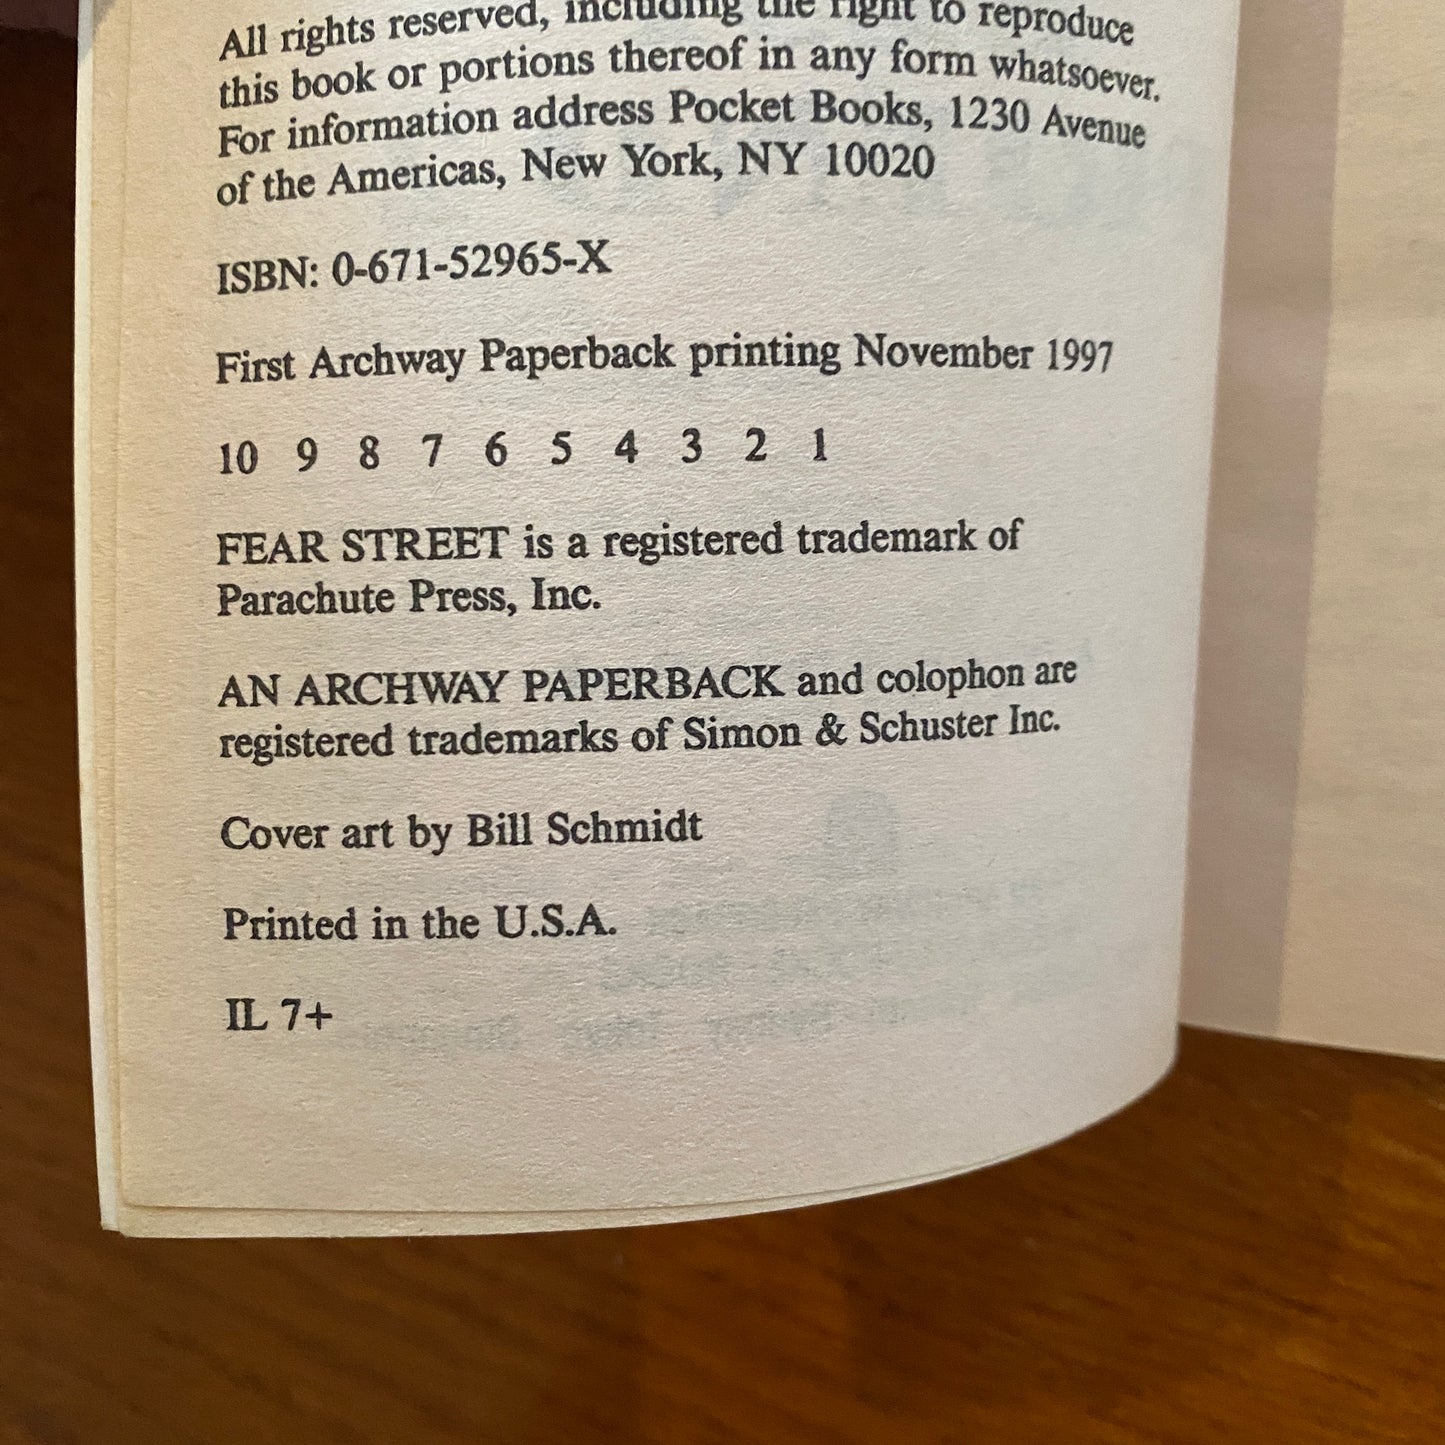 All rights reserved, including the right to reproduce
this book or portions thereof in any form whatsoever.
For information address Pocket Books, 1230 Avenue
of the Americas, New York, NY 10020
ISBN: 0-671-52965-X
First Archway Paperback printing November 1997
10 9 8 7 6 5 4 3 2 1
FEAR STREET is a registered trademark of
Parachute Press, Inc.
AN ARCHWAY PAPERBACK and colophon are
registered trademarks of Simon & Schuster Inc.
Cover art by Bill Schmidt
Printed in the U.S.A.
IL 7+